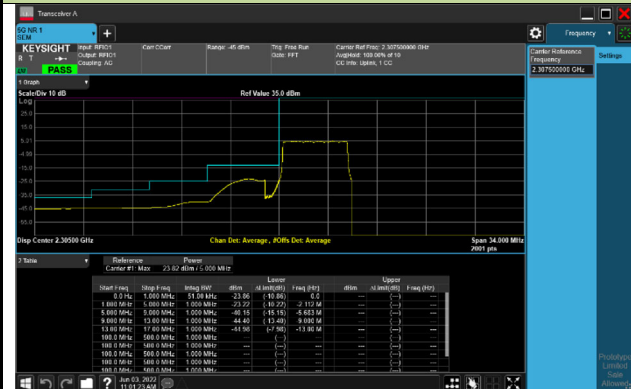 Transceiver A
5G NR 1
SEM
+
Frequency
KEYSIGHT
R T
PASS
Input: RFIO1
Output: RFIO1
Coupling: AC
Corr CCorr
Range: -45 dBm
Trig: Free Run
Gate: FFT
Carrier Ref Freq: 2.307500000 GHz
Avg|Hold: 100.00% of 10
CC Info: Uplink, 1 CC
Carrier Reference
Frequency
2.307500000 GHz
Settings
1 Graph
Scale/Div 10 dB
Ref Value 35.0 dBm
Log
25.0
15.0
5.01
-4.99
-15.0
-25.0
-35.0
-45.0
-55.0
Disp Center 2.30500 GHz
Chan Det: Average , #Offs Det: Average
Span 34.000 MHz
2001 pts
2 Table
Reference Power
Carrier #1: Max 23.82 dBm / 5.000 MHz
Lower Upper
Start Freq Stop Freq Integ BW dBm ΔLimit(dB) Freq (Hz) dBm ΔLimit(dB) Freq (Hz)
0.0 Hz 1.000 MHz 51.00 kHz -23.86 (-10.86) 0.0 --- (---) ---
1.000 MHz 5.000 MHz 1.000 MHz -23.22 (-10.22) -2.112 M --- (---) ---
5.000 MHz 9.000 MHz 1.000 MHz -40.15 (-15.15) -5.683 M --- (---) ---
9.000 MHz 13.00 MHz 1.000 MHz -44.40 (-13.40) -9.000 M --- (---) ---
13.00 MHz 17.00 MHz 1.000 MHz -44.98 (-7.98) -13.00 M --- (---) ---
100.0 MHz 500.0 MHz 1.000 MHz --- (---) --- --- (---) ---
100.0 MHz 500.0 MHz 1.000 MHz --- (---) --- --- (---) ---
100.0 MHz 500.0 MHz 1.000 MHz --- (---) --- --- (---) ---
100.0 MHz 500.0 MHz 1.000 MHz --- (---) --- --- (---) ---
100.0 MHz 500.0 MHz 1.000 MHz --- (---) --- --- (---) ---
Jun 03, 2022
11:01:23 AM
Prototype
Limited
Sale
Allowed